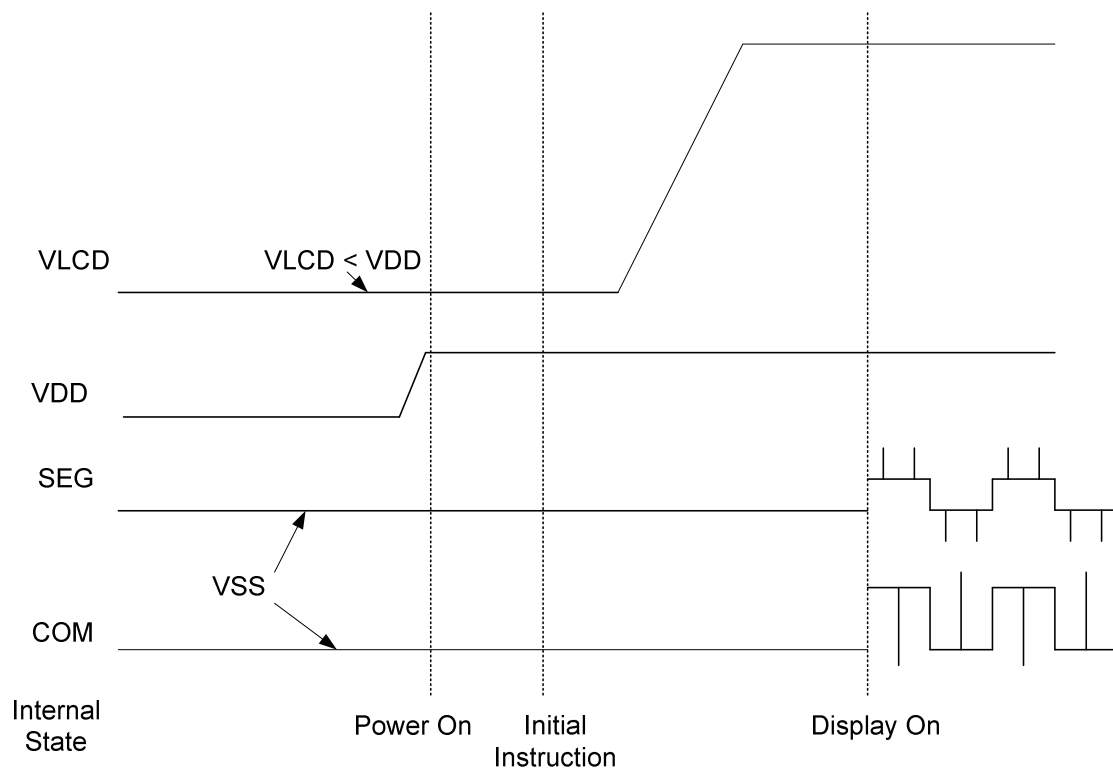 VLCD
VLCD < VDD
VDD
SEG
VSS
COM
Internal
State
Power On
Initial
Instruction
Display On